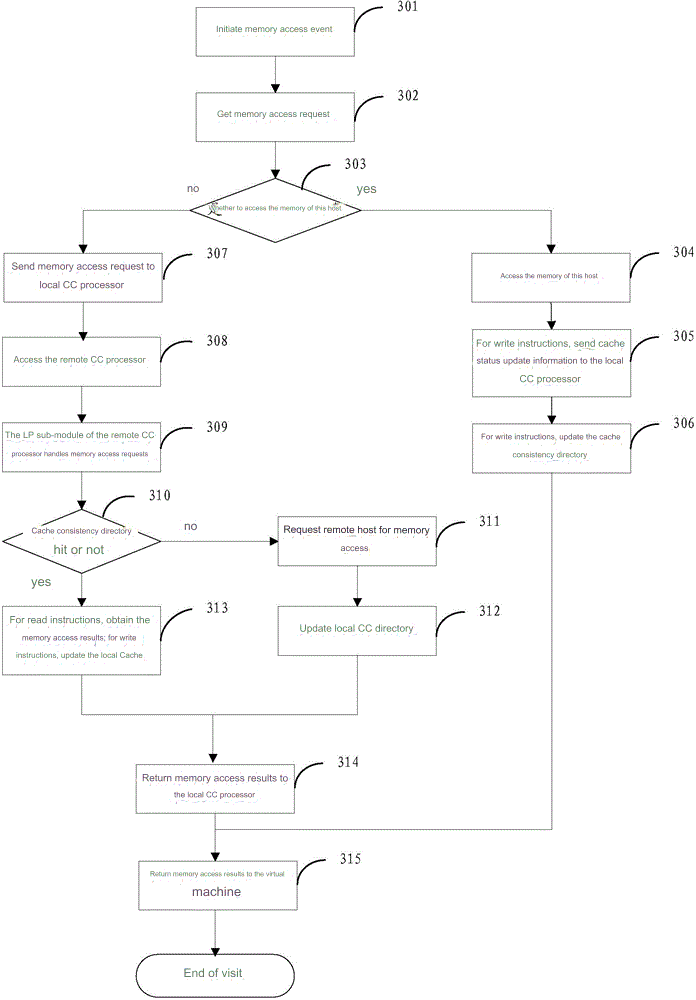 301
Initiate memory access event
302
Get memory access request
303
no
yes
Whether to access the memory of this host
307
Send memory access request to
local CC processor
304
Access the memory of this host
308
Access the remote CC processor
305
For write instructions, send cache
status update information to the local
CC processor
309
The LP sub-module of the remote CC
processor handles memory access requests
306
For write instructions, update the cache
consistency directory
310
Cache consistency directory
hit or not
no
yes
311
Request remote host for memory
access
313
For read instructions, obtain the
memory access results; for write
instructions, update the local Cache
312
Update local CC directory
314
Return memory access results to
the local CC processor
315
Return memory access results to the virtual
machine
End of visit